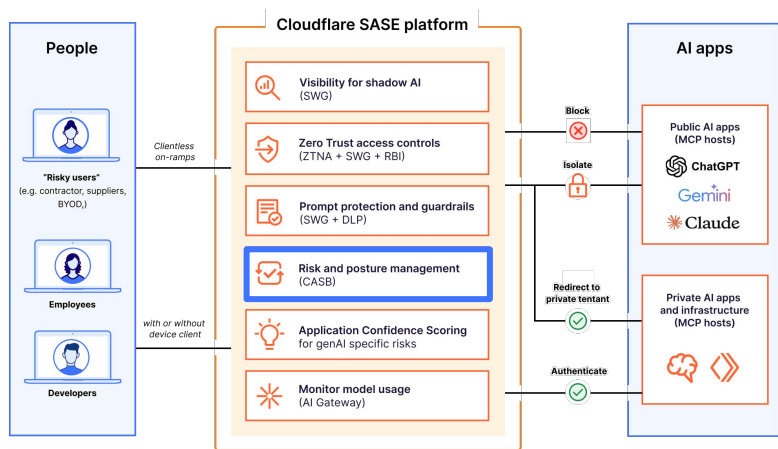 People
"Risky users"
(e.g. contractor, suppliers,
BYOD,)
Employees
Developers
Clientless
on-ramps
with or without
device client
Cloudflare SASE platform
Visibility for shadow AI
(SWG)
Zero Trust access controls
(ZTNA + SWG + RBI)
Prompt protection and guardrails
(SWG + DLP)
Risk and posture management
(CASB)
Application Confidence Scoring
for genAI specific risks
Monitor model usage
(AI Gateway)
Block
Isolate
Redirect to
private tentant
Authenticate
AI apps
Public AI apps
(MCP hosts)
ChatGPT
Gemini
Claude
Private AI apps
and infrastructure
(MCP hosts)